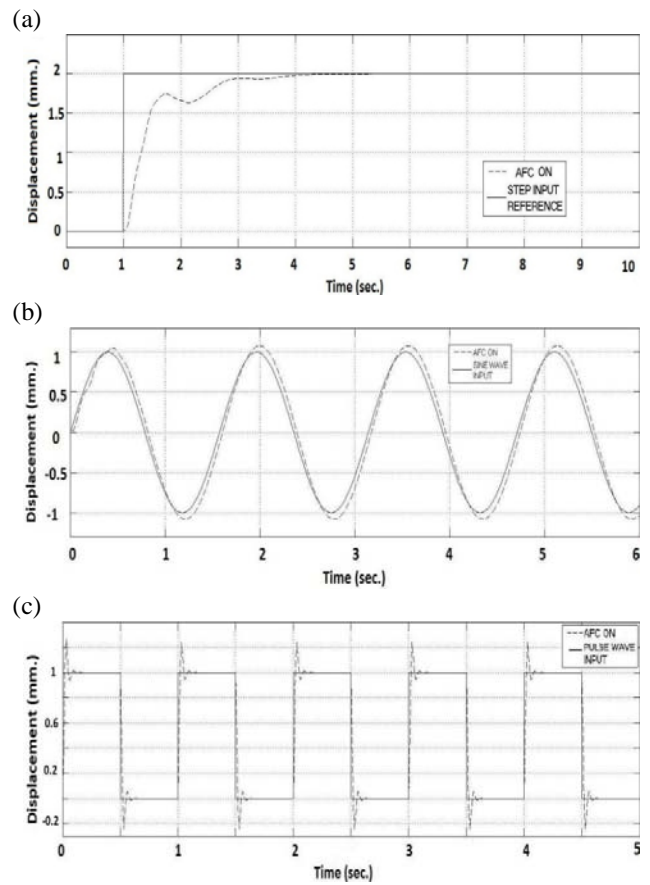 (a)
Displacement (mm.)
2
1.5
1
0.5
0
AFC ON
STEP INPUT
REFERENCE
0 1 2 3 4 5 6 7 8 9 10
Time (sec.)
(b)
Displacement (mm.)
1
0.5
0
-0.5
-1
AFC ON
SINE WAVE
INPUT
0 1 2 3 4 5 6
Time (sec.)
(c)
Displacement (mm.)
1
0.6
0.2
-0.2
AFC ON
PULSE WAVE
INPUT
0 1 2 3 4 5
Time (sec.)